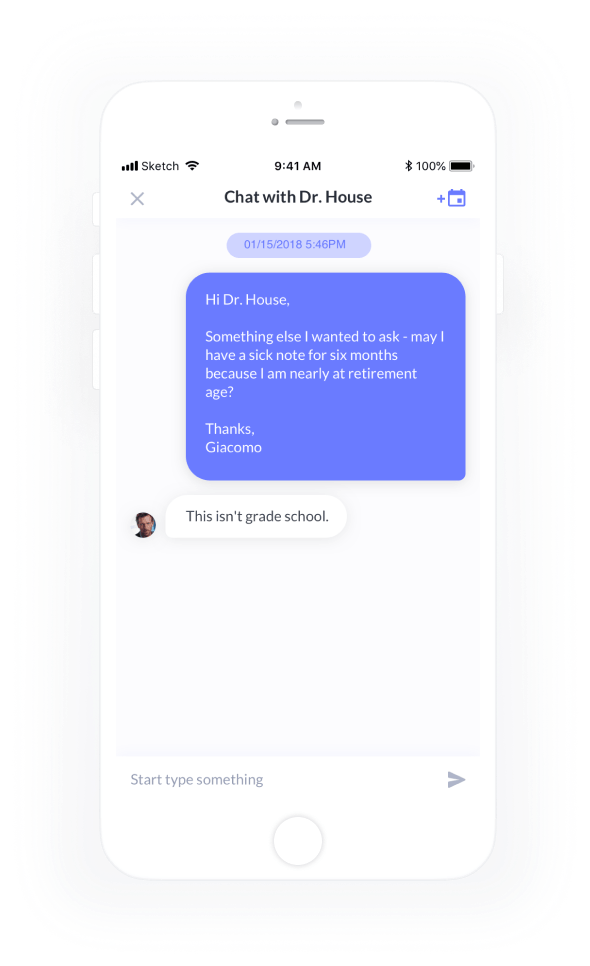 Sketch 9:41 AM 100%
Chat with Dr. House
+
01/15/2018 5:46PM
Hi Dr. House,
Something else I wanted to ask - may I
have a sick note for six months
because I am nearly at retirement
age?
Thanks,
Giacomo
This isn't grade school.
Start type something